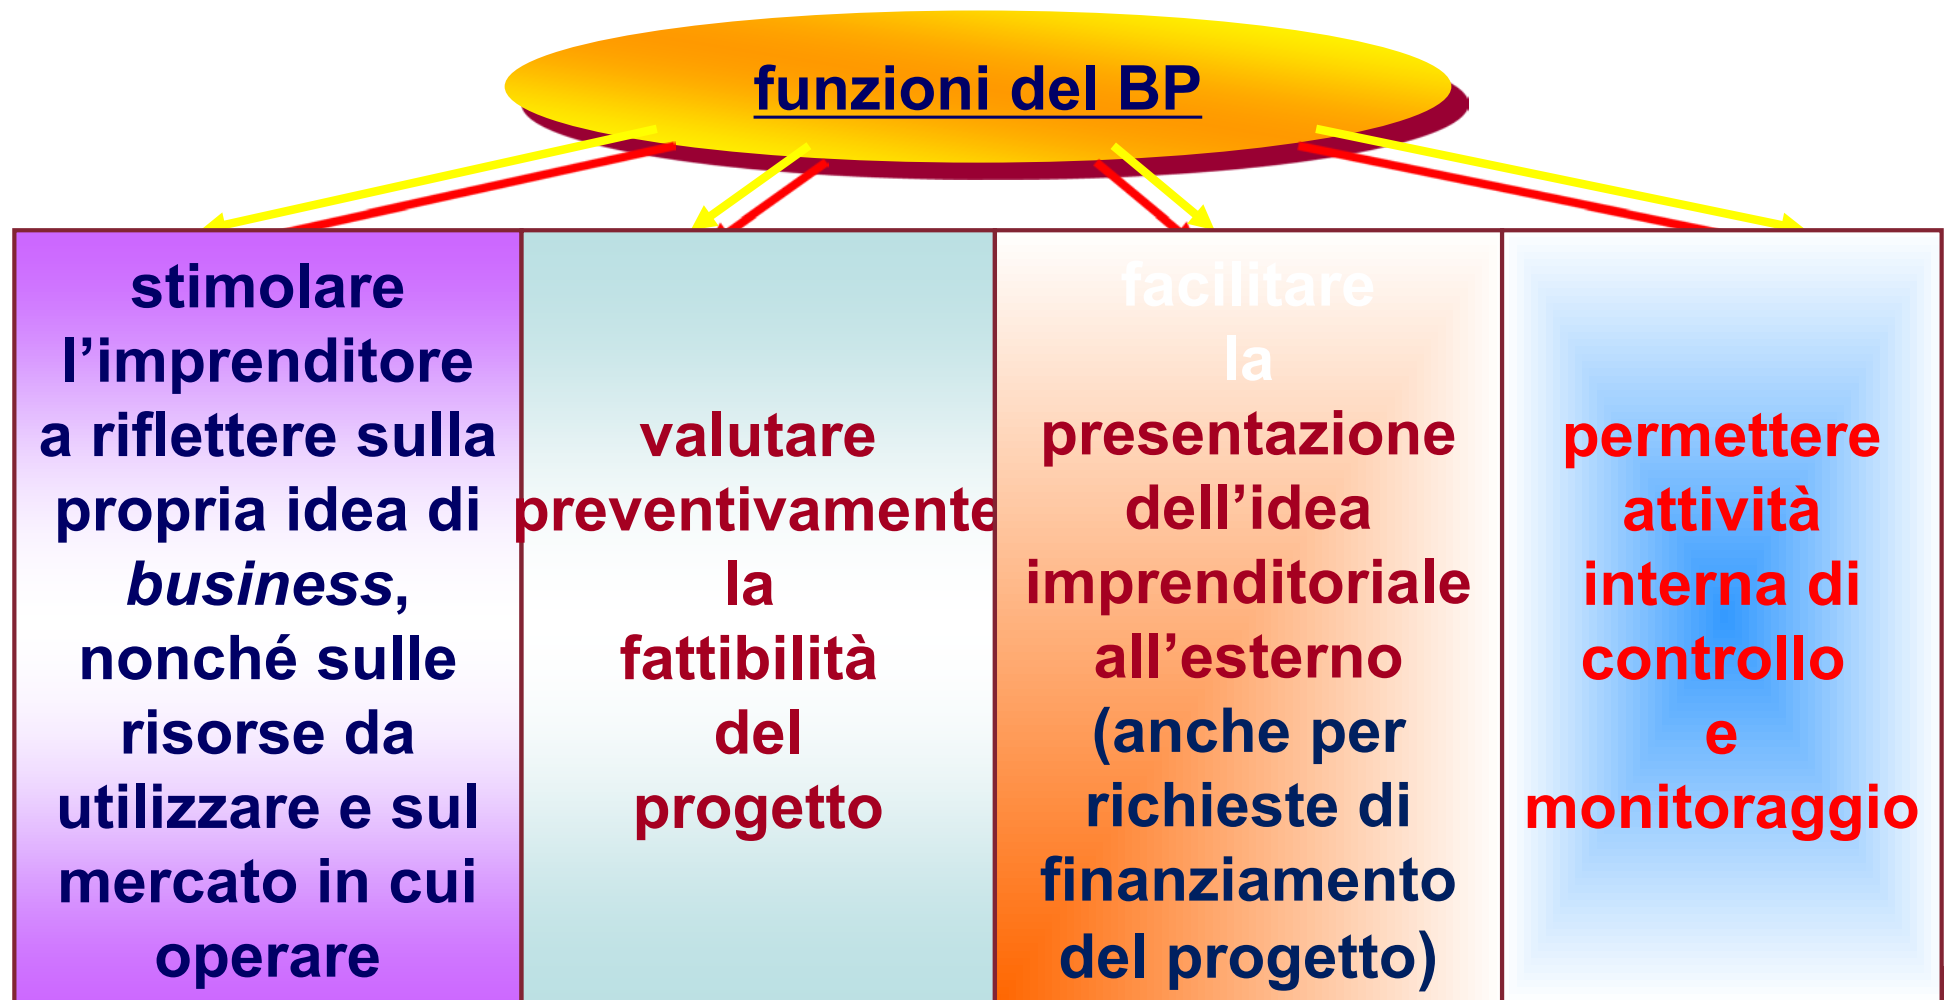 funzioni del BP
stimolare
l’imprenditore
a riflettere sulla
propria idea di
business,
nonché sulle
risorse da
utilizzare e sul
mercato in cui
operare
valutare
preventivamente
la
fattibilità
del
progetto
facilitare
la
presentazione
dell’idea
imprenditoriale
all’esterno
(anche per
richieste di
finanziamento
del progetto)
permettere
attività
interna di
controllo
e
monitoraggio